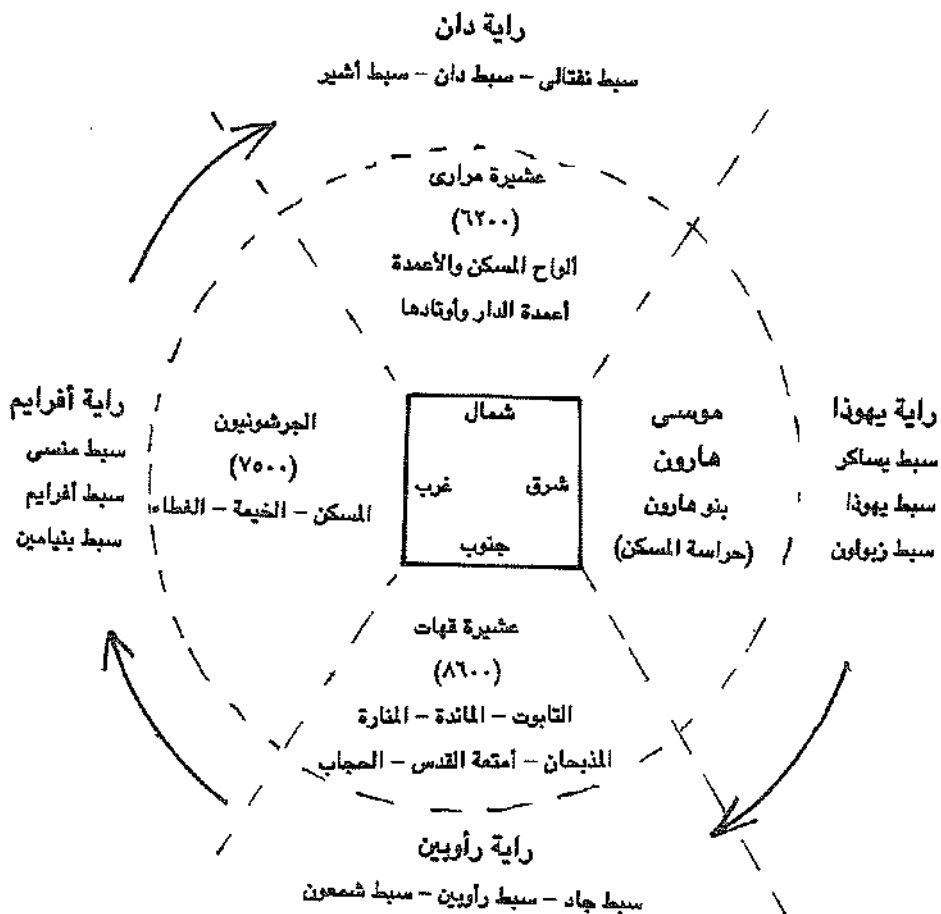 راية دان
سبط نفتالى – سبط دان – سبط أشير
عشيرة مرارى
(٦٢٠٠)
ألواح المسكن والأعمدة
أعمدة الدار وأوتادها
راية يهوذا
سبط يساكر
سبط يهوذا
سبط زبولون
موسى
هارون
بنو هارون
(حراسة المسكن)
شمال
شرق
غرب
جنوب
الجرشونيون
(٧٥٠٠)
المسكن – الخيمة – الغطاء
راية أفرايم
سبط منسى
سبط أفرايم
سبط بنيامين
عشيرة قهات
(٨٦٠٠)
التابوت – المائدة – المنارة
المذبحان – أمتعة القدس – الحجاب
راية رأوبين
سبط جاد – سبط رأوبين – سبط شمعون